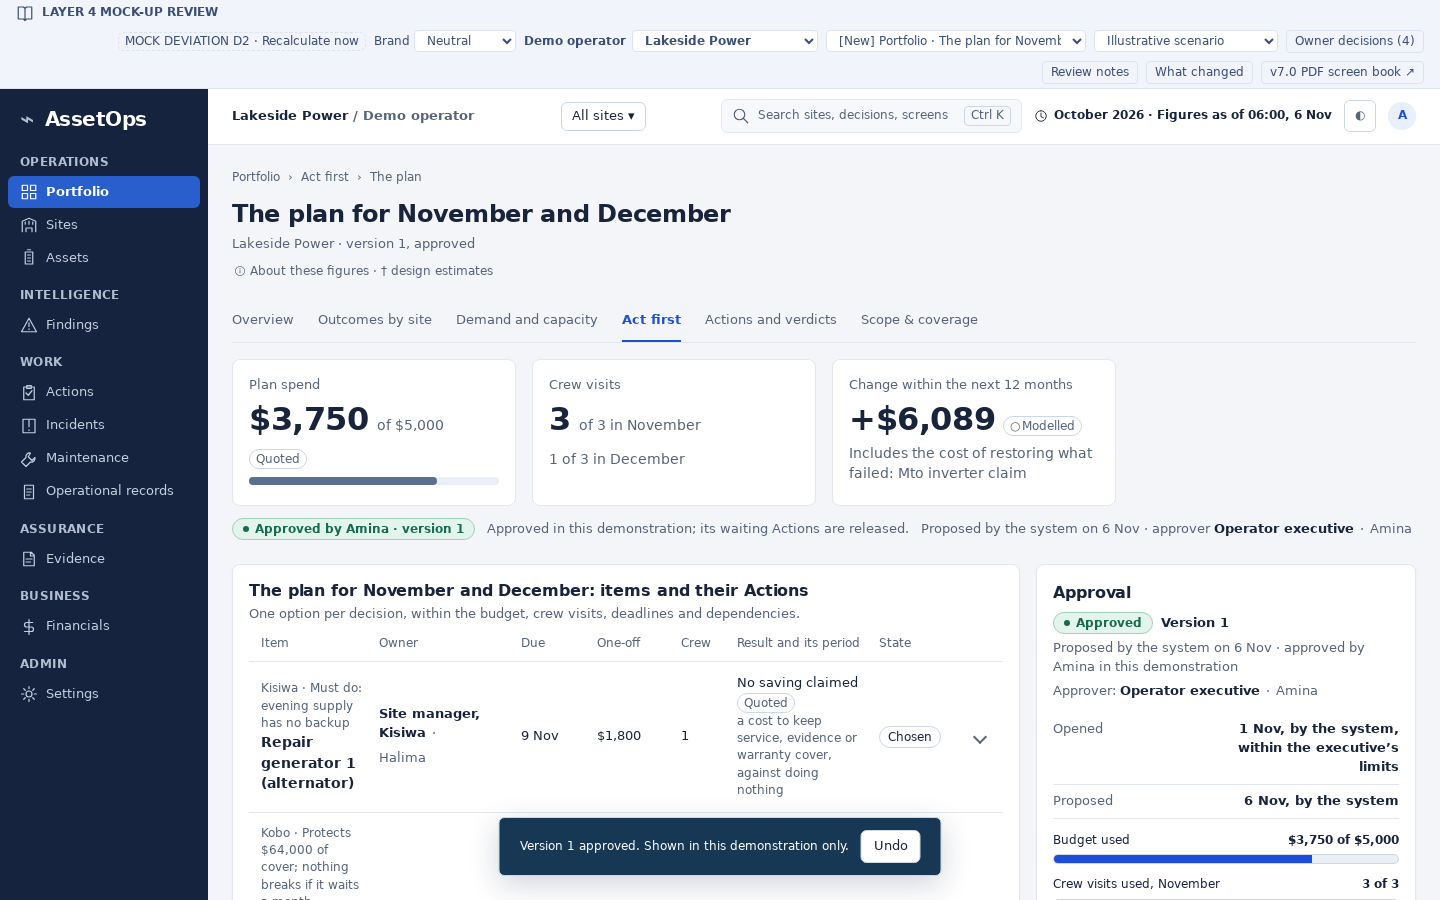 LAYER 4 MOCK-UP REVIEW
MOCK DEVIATION D2 · Recalculate now
Brand
Neutral
Demo operator
Lakeside Power
[New] Portfolio · The plan for Novemb
Illustrative scenario
Owner decisions (4)
Review notes
What changed
v7.0 PDF screen book ↗
AssetOps
OPERATIONS
Portfolio
Sites
Assets
INTELLIGENCE
Findings
WORK
Actions
Incidents
Maintenance
Operational records
ASSURANCE
Evidence
BUSINESS
Financials
ADMIN
Settings
Lakeside Power / Demo operator
All sites ▾
Search sites, decisions, screens
Ctrl K
October 2026 · Figures as of 06:00, 6 Nov
A
Portfolio › Act first › The plan
The plan for November and December
Lakeside Power · version 1, approved
About these figures · † design estimates
Overview
Outcomes by site
Demand and capacity
Act first
Actions and verdicts
Scope & coverage
Plan spend
$3,750 of $5,000
Quoted
Crew visits
3 of 3 in November
1 of 3 in December
Change within the next 12 months
+$6,089
Modelled
Includes the cost of restoring what
failed: Mto inverter claim
Approved by Amina · version 1
Approved in this demonstration; its waiting Actions are released.
Proposed by the system on 6 Nov · approver Operator executive · Amina
The plan for November and December: items and their Actions
One option per decision, within the budget, crew visits, deadlines and dependencies.
Item
Owner
Due
One-off
Crew
Result and its period
State
Kisiwa · Must do:
evening supply
has no backup
Repair
generator 1
(alternator)
Site manager,
Kisiwa ·
Halima
9 Nov
$1,800
1
No saving claimed
Quoted
a cost to keep
service, evidence or
warranty cover,
against doing
nothing
Chosen
Kobo · Protects
$64,000 of
cover; nothing
breaks if it waits
a month
Approval
Approved
Version 1
Proposed by the system on 6 Nov · approved by
Amina in this demonstration
Approver: Operator executive · Amina
Opened
1 Nov, by the system,
within the executive's
limits
Proposed
6 Nov, by the system
Budget used
$3,750 of $5,000
Crew visits used, November
3 of 3
Version 1 approved. Shown in this demonstration only.
Undo